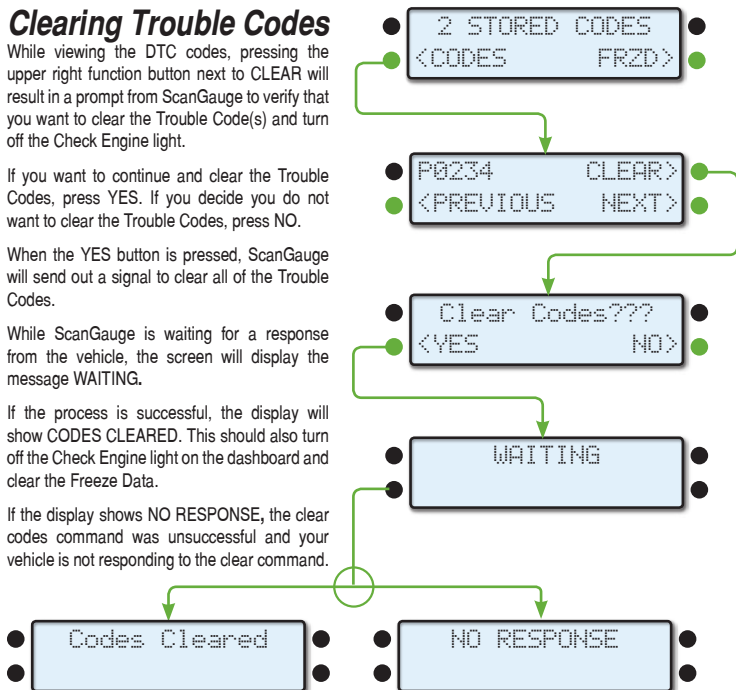 Clearing Trouble Codes
While viewing the DTC codes, pressing the
upper right function button next to CLEAR will
result in a prompt from ScanGauge to verify that
you want to clear the Trouble Code(s) and turn
off the Check Engine light.
If you want to continue and clear the Trouble
Codes, press YES. If you decide you do not
want to clear the Trouble Codes, press NO.
When the YES button is pressed, ScanGauge
will send out a signal to clear all of the Trouble
Codes.
While ScanGauge is waiting for a response
from the vehicle, the screen will display the
message WAITING.
If the process is successful, the display will
show CODES CLEARED. This should also turn
off the Check Engine light on the dashboard and
clear the Freeze Data.
If the display shows NO RESPONSE, the clear
codes command was unsuccessful and your
vehicle is not responding to the clear command.
2 STORED CODES
<CODES FRZD>
P0234 CLEAR>
<PREVIOUS NEXT>
Clear Codes???
<YES NO>
WAITING
Codes Cleared
NO RESPONSE